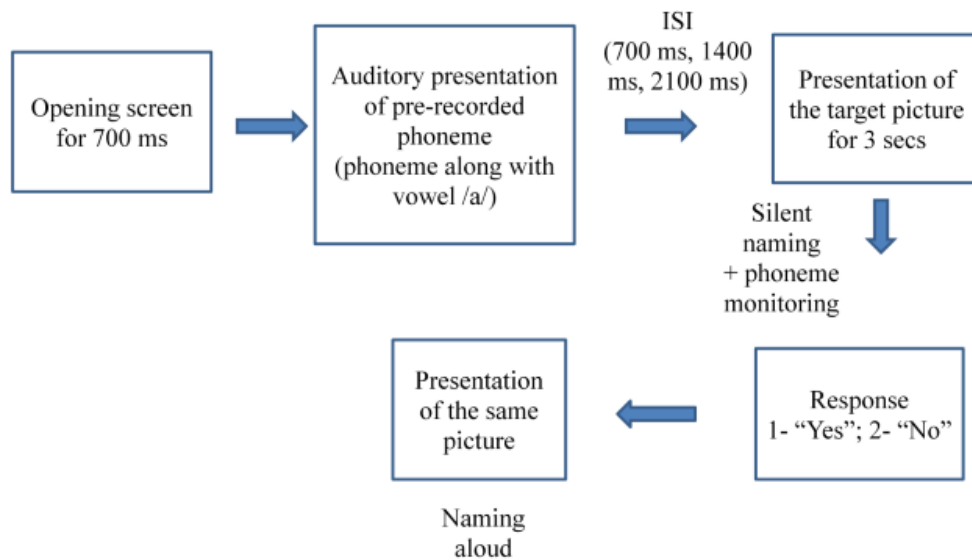 Opening screen
for 700 ms
Auditory presentation
of pre-recorded
phoneme
(phoneme along with
vowel /a/)
ISI
(700 ms, 1400
ms, 2100 ms)
Presentation of
the target picture
for 3 secs
Silent
naming
+ phoneme
monitoring
Response
1- “Yes”; 2- “No”
Presentation
of the same
picture
Naming
aloud